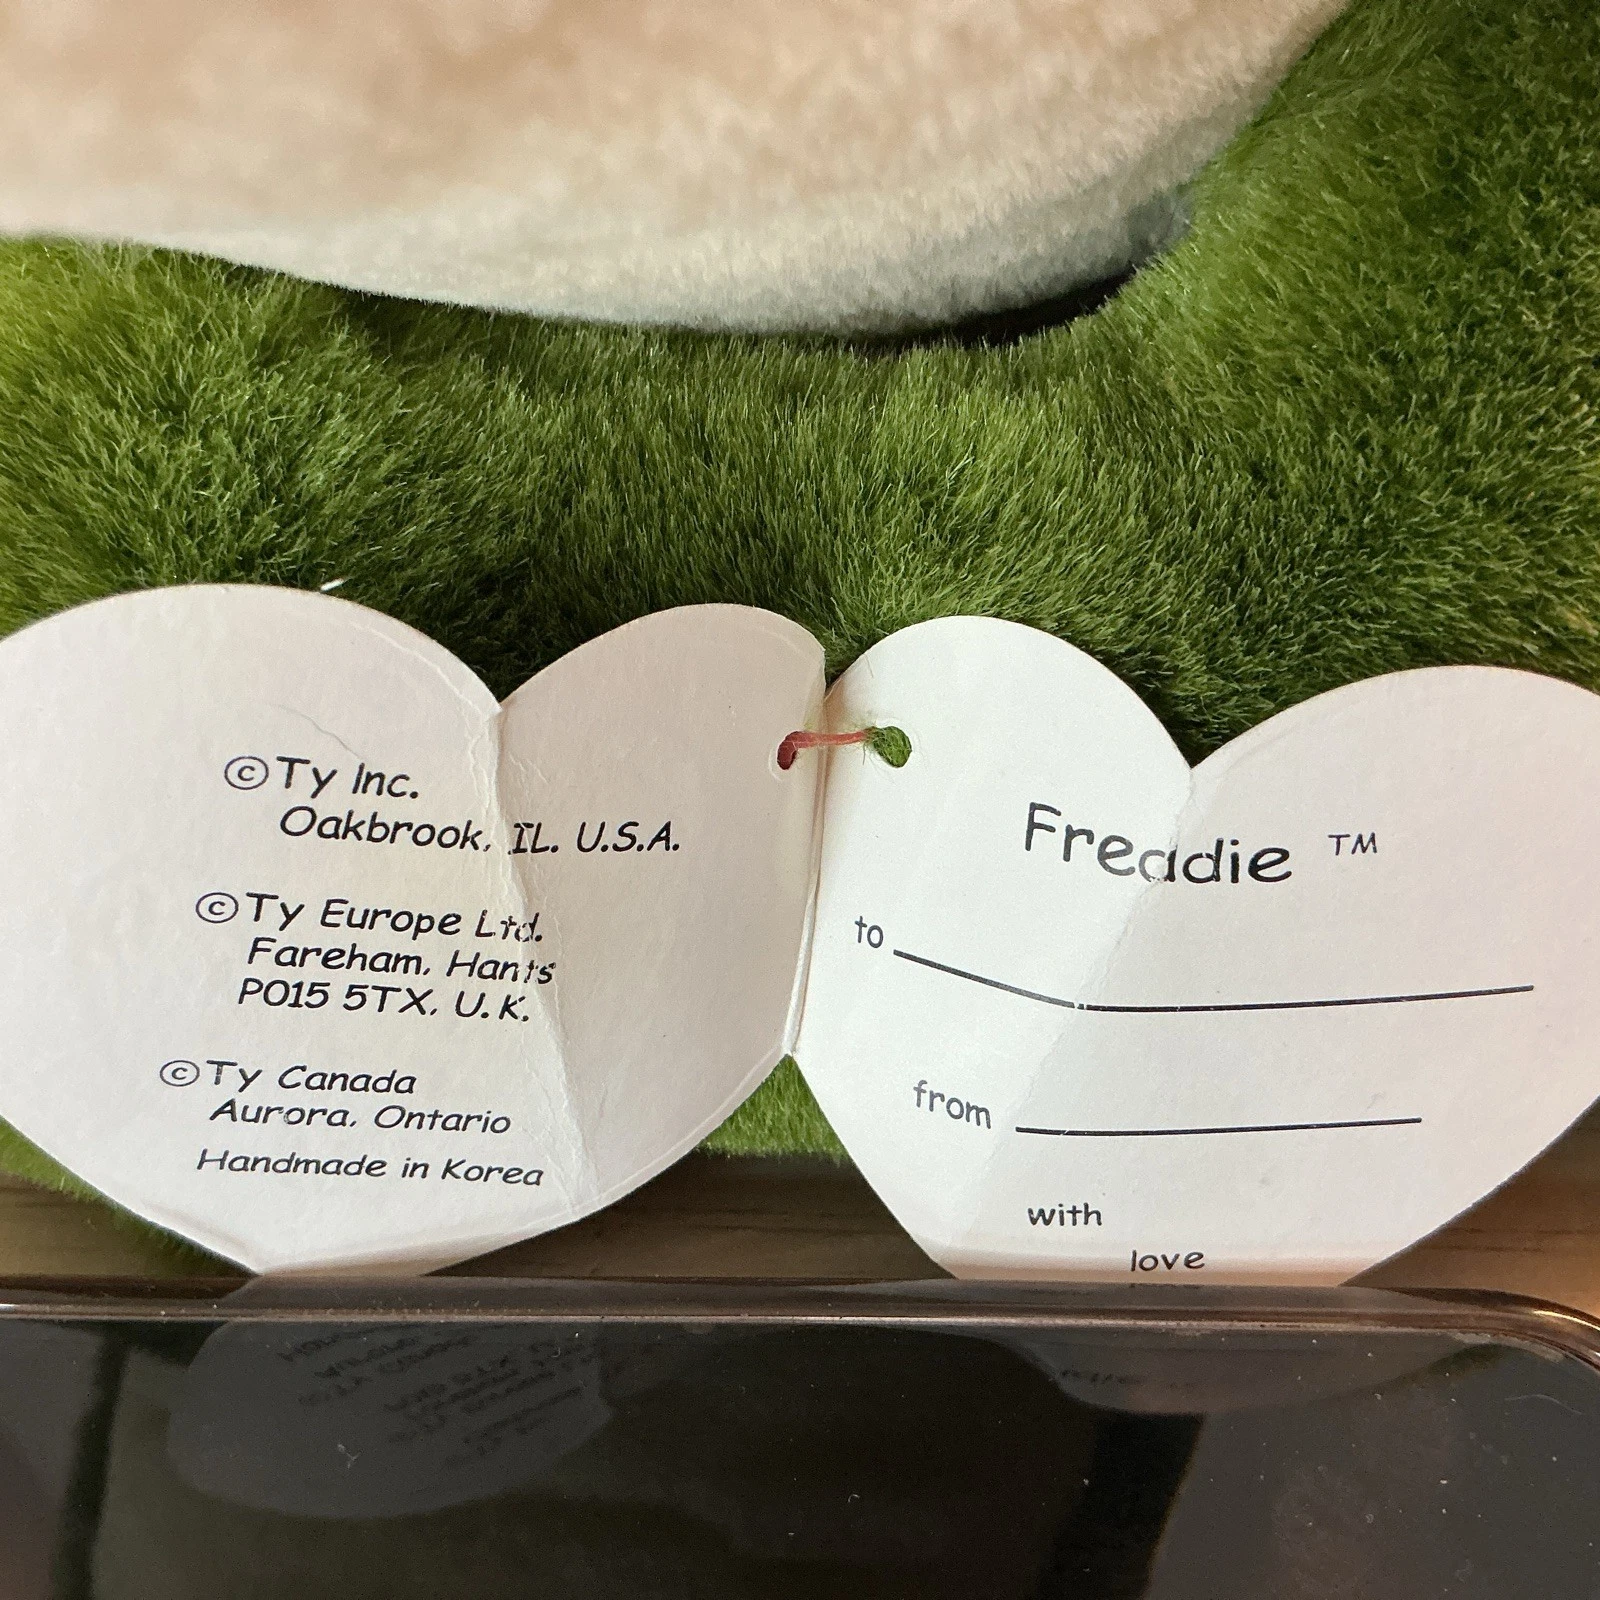 ©Ty Inc.
Oakbrook, IL. U.S.A.
©Ty Europe Ltd.
Fareham, Hants
PO15 5TX, U.K.
©Ty Canada
Aurora, Ontario
Handmade in Korea
Freddie ™
to
from
with
love